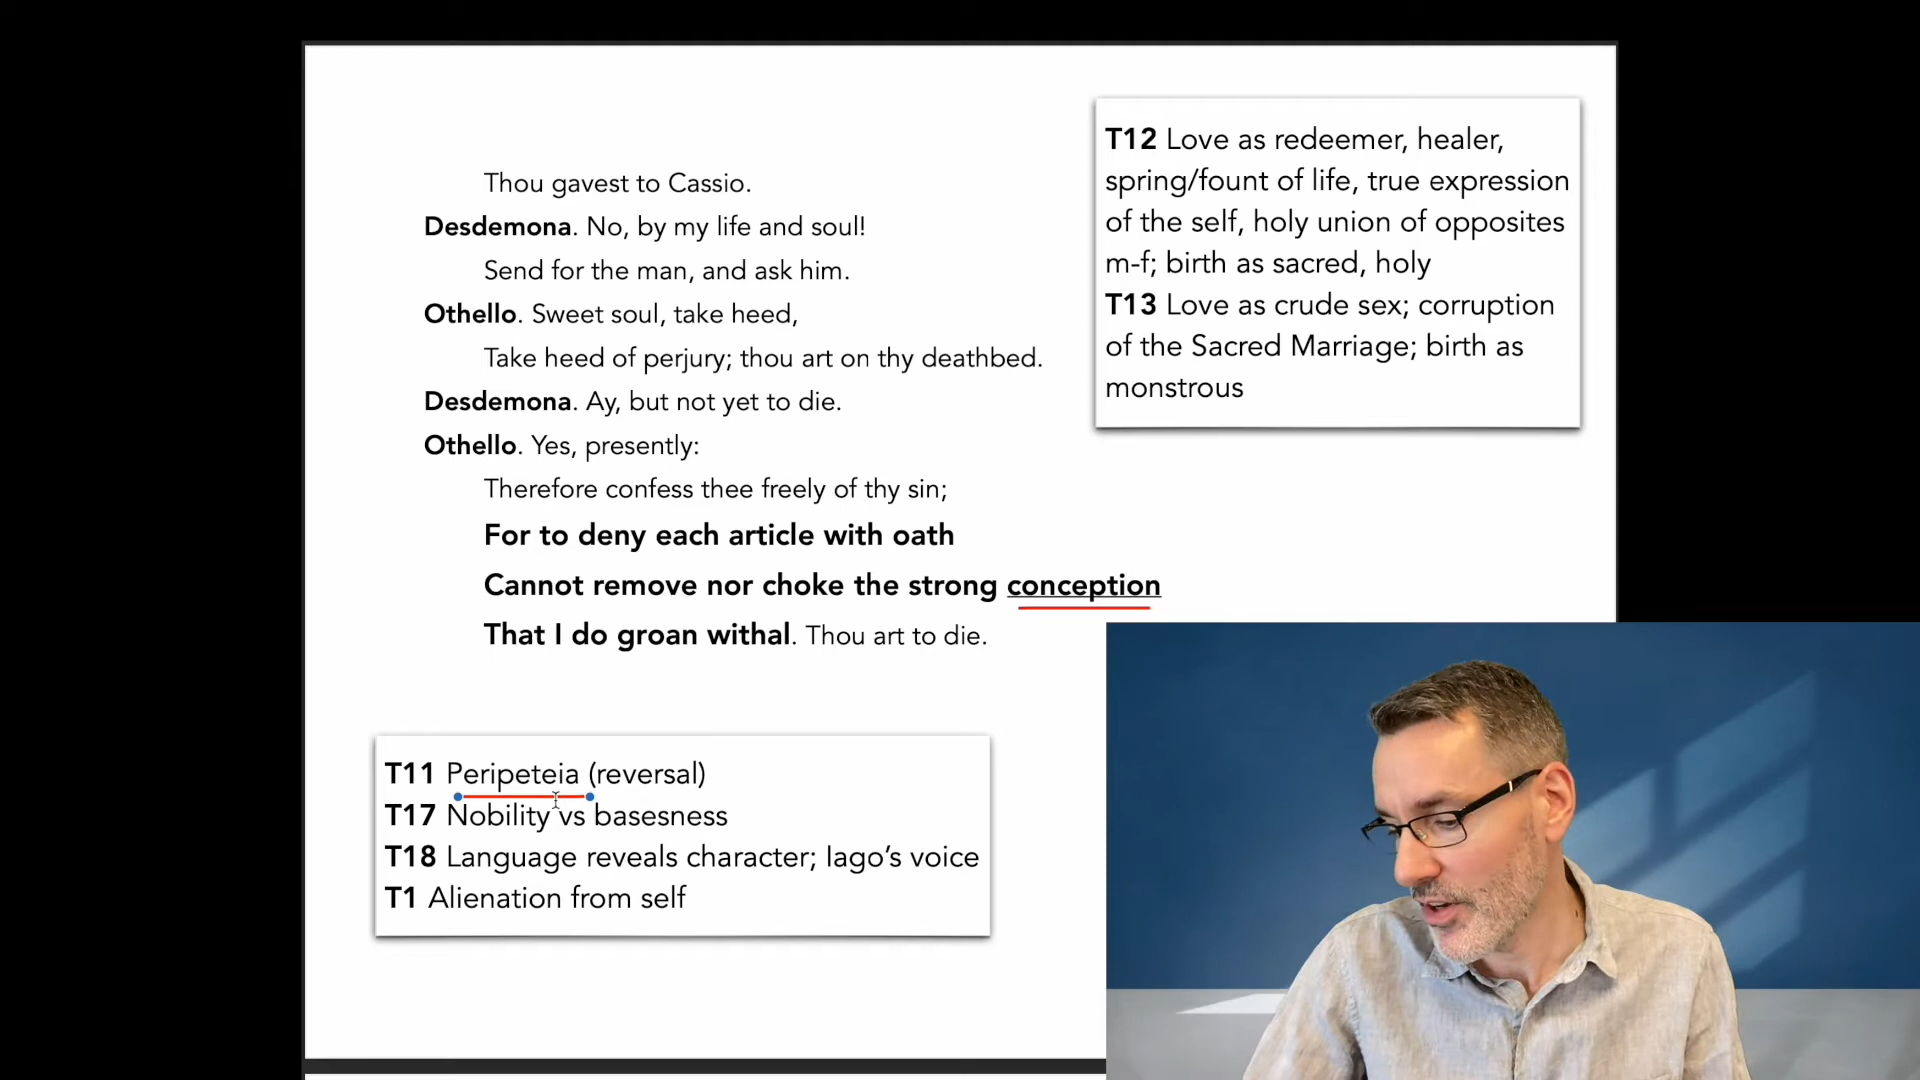 Thou gavest to Cassio.
Desdemona. No, by my life and soul!
Send for the man, and ask him.
Othello. Sweet soul, take heed,
Take heed of perjury; thou art on thy deathbed.
Desdemona. Ay, but not yet to die.
Othello. Yes, presently:
Therefore confess thee freely of thy sin;
For to deny each article with oath
Cannot remove nor choke the strong conception
That I do groan withal. Thou art to die.
T12 Love as redeemer, healer,
spring/fount of life, true expression
of the self, holy union of opposites
m-f; birth as sacred, holy
T13 Love as crude sex; corruption
of the Sacred Marriage; birth as
monstrous
T11 Peripeteia (reversal)
T17 Nobility vs basesness
T18 Language reveals character; Iago’s voice
T1 Alienation from self